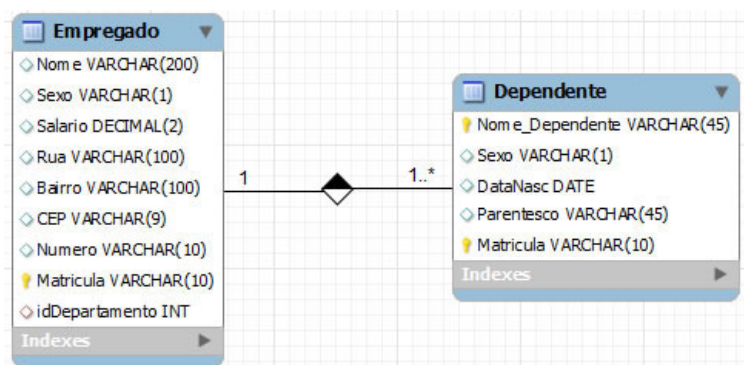 Empregado
Nome VARCHAR(200)
Sexo VARCHAR(1)
Salario DECIMAL(2)
Rua VARCHAR(100)
Bairro VARCHAR(100)
CEP VARCHAR(9)
Numero VARCHAR(10)
Matricula VARCHAR(10)
idDepartamento INT
Indexes
1
1..*
Dependente
Nome_Dependente VARCHAR(45)
Sexo VARCHAR(1)
DataNasc DATE
Parentesco VARCHAR(45)
Matricula VARCHAR(10)
Indexes